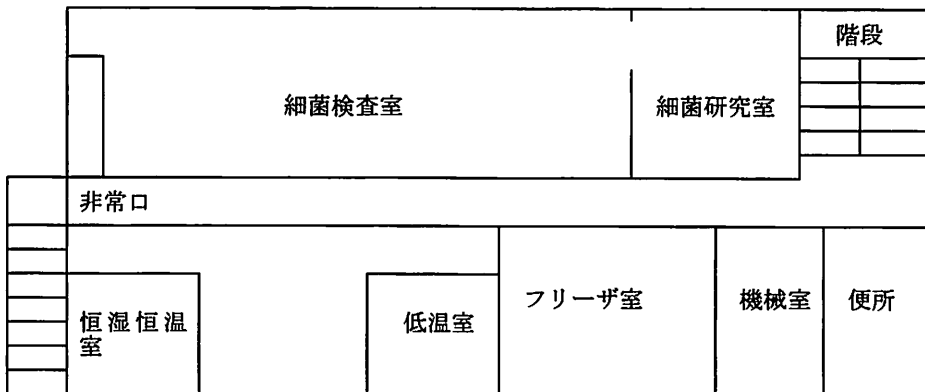 階段
細菌検査室
細菌研究室
非常口
恒湿恒温
室
低温室
フリーザ室
機械室
便所